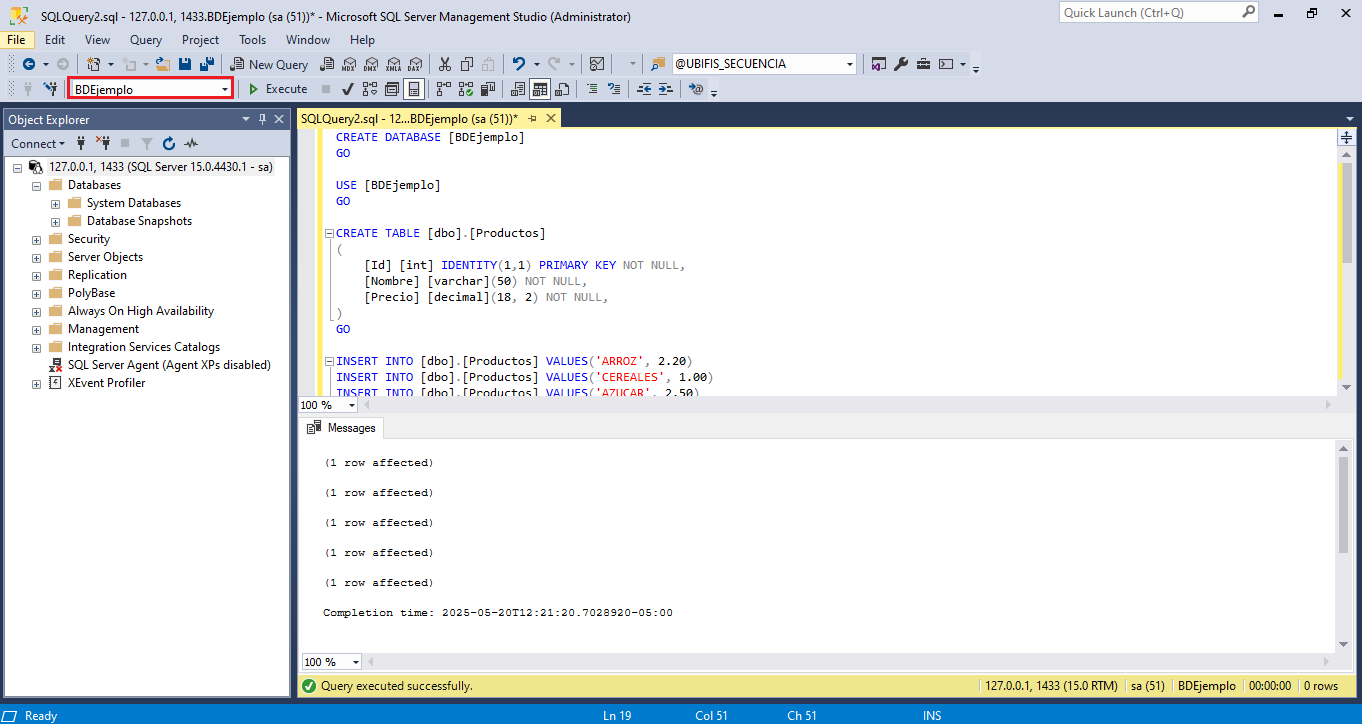 SQLQuery2.sql - 127.0.0.1, 1433.BDEjemplo (sa (51))* - Microsoft SQL Server Management Studio (Administrator)
Quick Launch (Ctrl+Q)
File Edit View Query Project Tools Window Help
New Query
MDX DMX XMLA DAX
@UBIFIS_SECUENCIA
BDEjemplo
Execute
Object Explorer
Connect
127.0.0.1, 1433 (SQL Server 15.0.4430.1 - sa)
Databases
System Databases
Database Snapshots
Security
Server Objects
Replication
PolyBase
Always On High Availability
Management
Integration Services Catalogs
SQL Server Agent (Agent XPs disabled)
XEvent Profiler
SQLQuery2.sql - 12...BDEjemplo (sa (51))*
CREATE DATABASE [BDEjemplo]
GO
USE [BDEjemplo]
GO
CREATE TABLE [dbo].[Productos]
(
[Id] [int] IDENTITY(1,1) PRIMARY KEY NOT NULL,
[Nombre] [varchar](50) NOT NULL,
[Precio] [decimal](18, 2) NOT NULL,
)
GO
INSERT INTO [dbo].[Productos] VALUES('ARROZ', 2.20)
INSERT INTO [dbo].[Productos] VALUES('CEREALES', 1.00)
INSERT INTO [dbo].[Productos] VALUES('AZUCAR', 2.50)
100 %
Messages
(1 row affected)
(1 row affected)
(1 row affected)
(1 row affected)
(1 row affected)
Completion time: 2025-05-20T12:21:20.7028920-05:00
100 %
Query executed successfully.
127.0.0.1, 1433 (15.0 RTM) sa (51) BDEjemplo 00:00:00 0 rows
Ready Ln 19 Col 51 Ch 51 INS